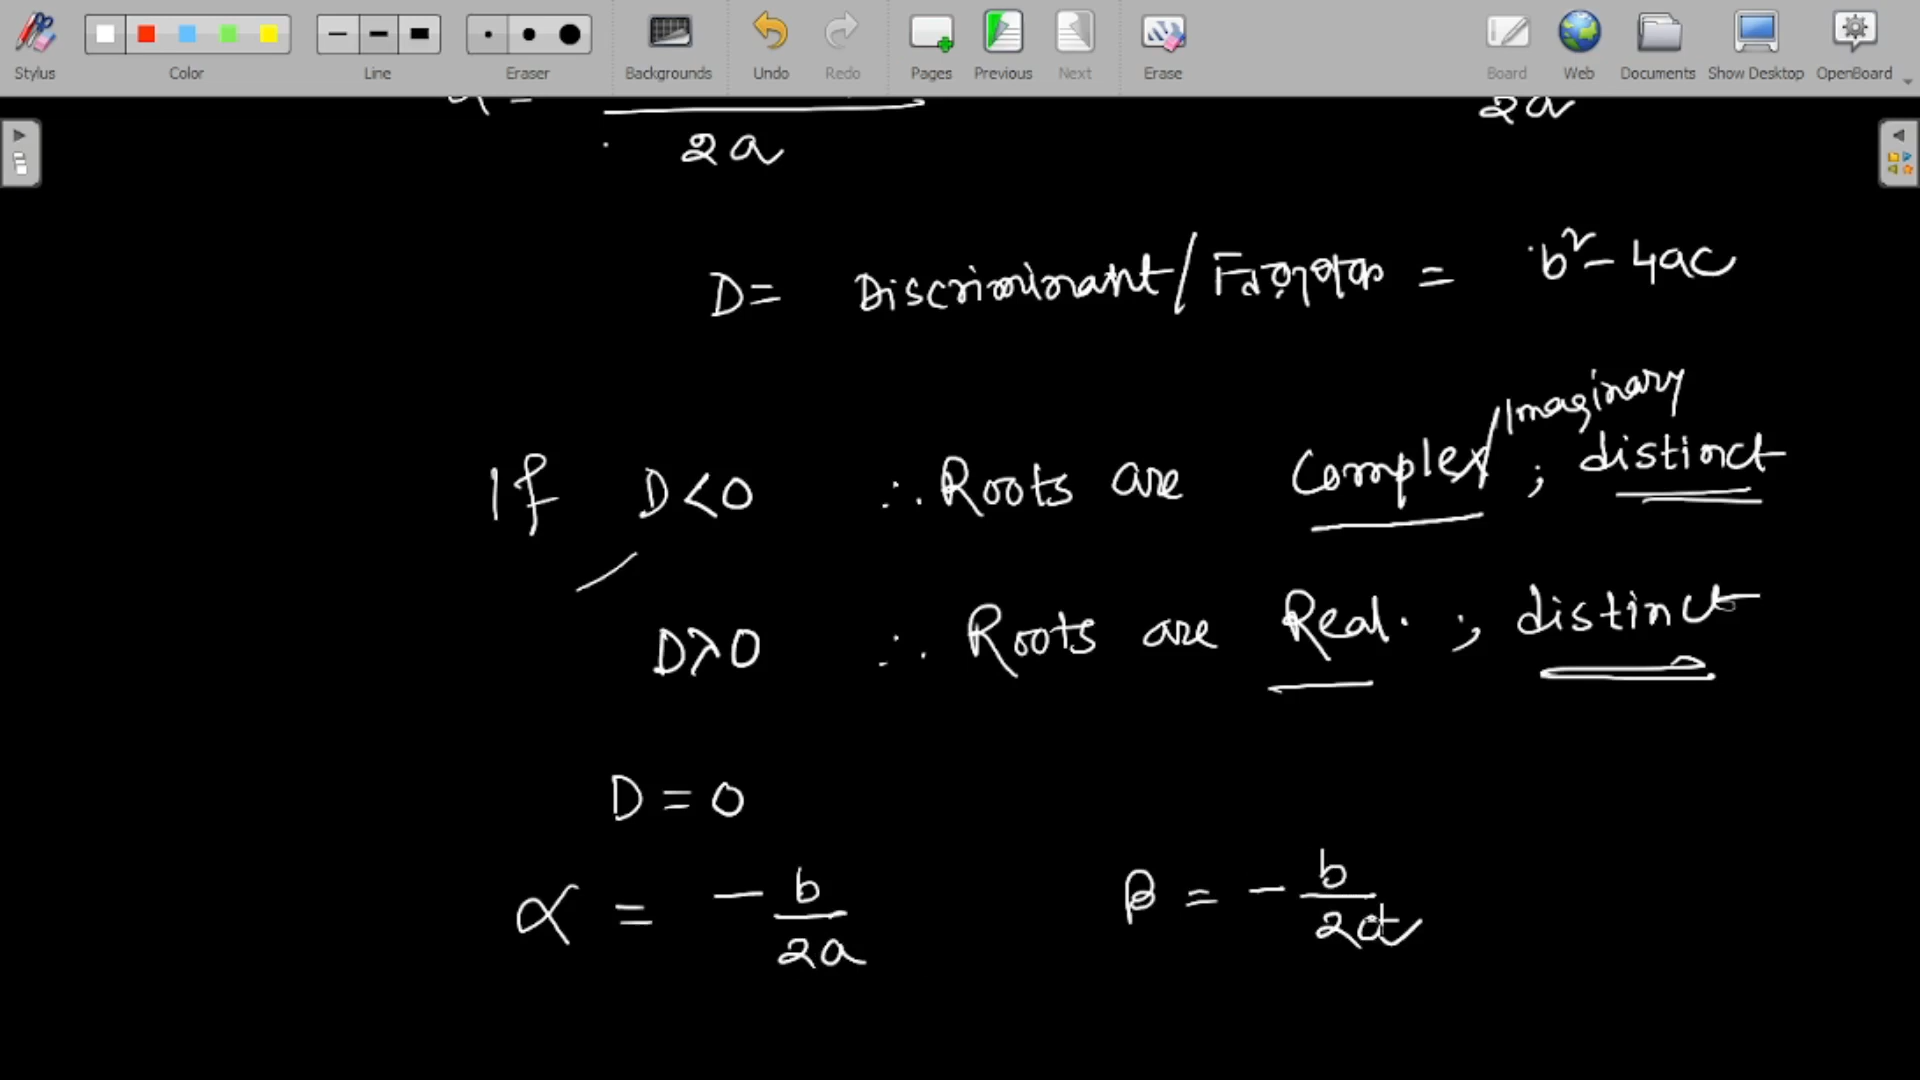 Stylus Color Line Eraser Backgrounds Undo Redo Pages Previous Next Erase Board Web Documents Show Desktop OpenBoard
α =
2a
2a
D = Discriminant/ = b² - 4ac
/Imaginary
If D<0 ∴ Roots are Complex ; distinct
D>0 ∴ Roots are Real. ; distinct
D = 0
α = - b/2a β = - b/2a